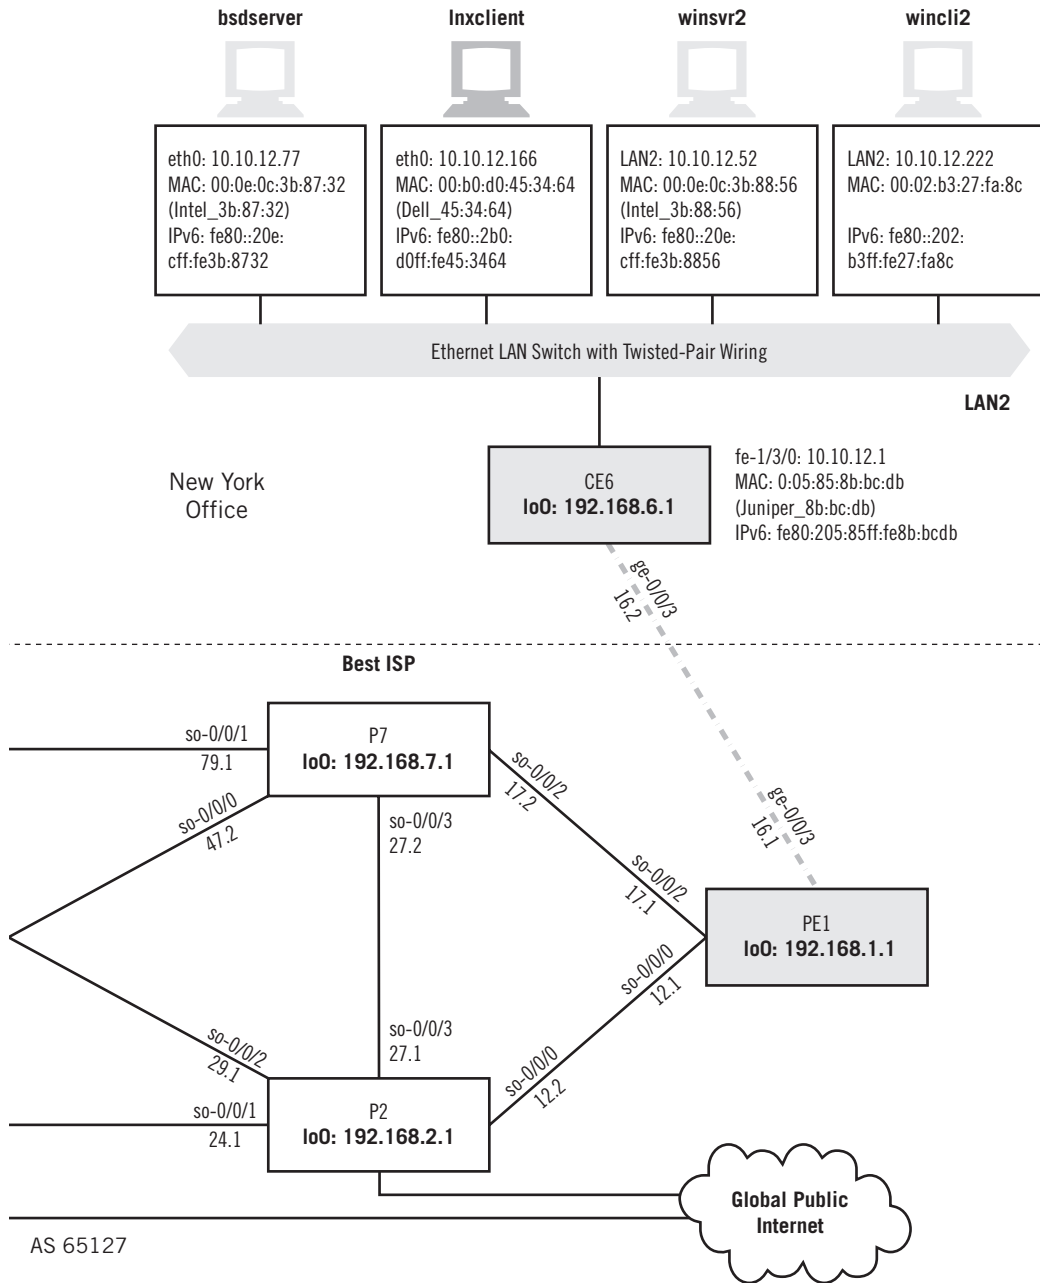 bsdserver
lnxclient
winsvr2
wincli2
eth0: 10.10.12.77
MAC: 00:0e:0c:3b:87:32
(Intel_3b:87:32)
IPv6: fe80::20e:
cff:fe3b:8732
eth0: 10.10.12.166
MAC: 00:b0:d0:45:34:64
(Dell_45:34:64)
IPv6: fe80::2b0:
d0ff:fe45:3464
LAN2: 10.10.12.52
MAC: 00:0e:0c:3b:88:56
(Intel_3b:88:56)
IPv6: fe80::20e:
cff:fe3b:8856
LAN2: 10.10.12.222
MAC: 00:02:b3:27:fa:8c
IPv6: fe80::202:
b3ff:fe27:fa8c
Ethernet LAN Switch with Twisted-Pair Wiring
LAN2
New York
Office
CE6
lo0: 192.168.6.1
fe-1/3/0: 10.10.12.1
MAC: 0:05:85:8b:bc:db
(Juniper_8b:bc:db)
IPv6: fe80:205:85ff:fe8b:bcdb
ge-0/0/3
16.2
Best ISP
so-0/0/1
79.1
P7
lo0: 192.168.7.1
so-0/0/2
17.2
so-0/0/0
47.2
so-0/0/3
27.2
ge-0/0/3
16.1
so-0/0/2
17.1
PE1
lo0: 192.168.1.1
so-0/0/0
12.1
so-0/0/2
29.1
so-0/0/3
27.1
so-0/0/0
12.2
so-0/0/1
24.1
P2
lo0: 192.168.2.1
Global Public
Internet
AS 65127